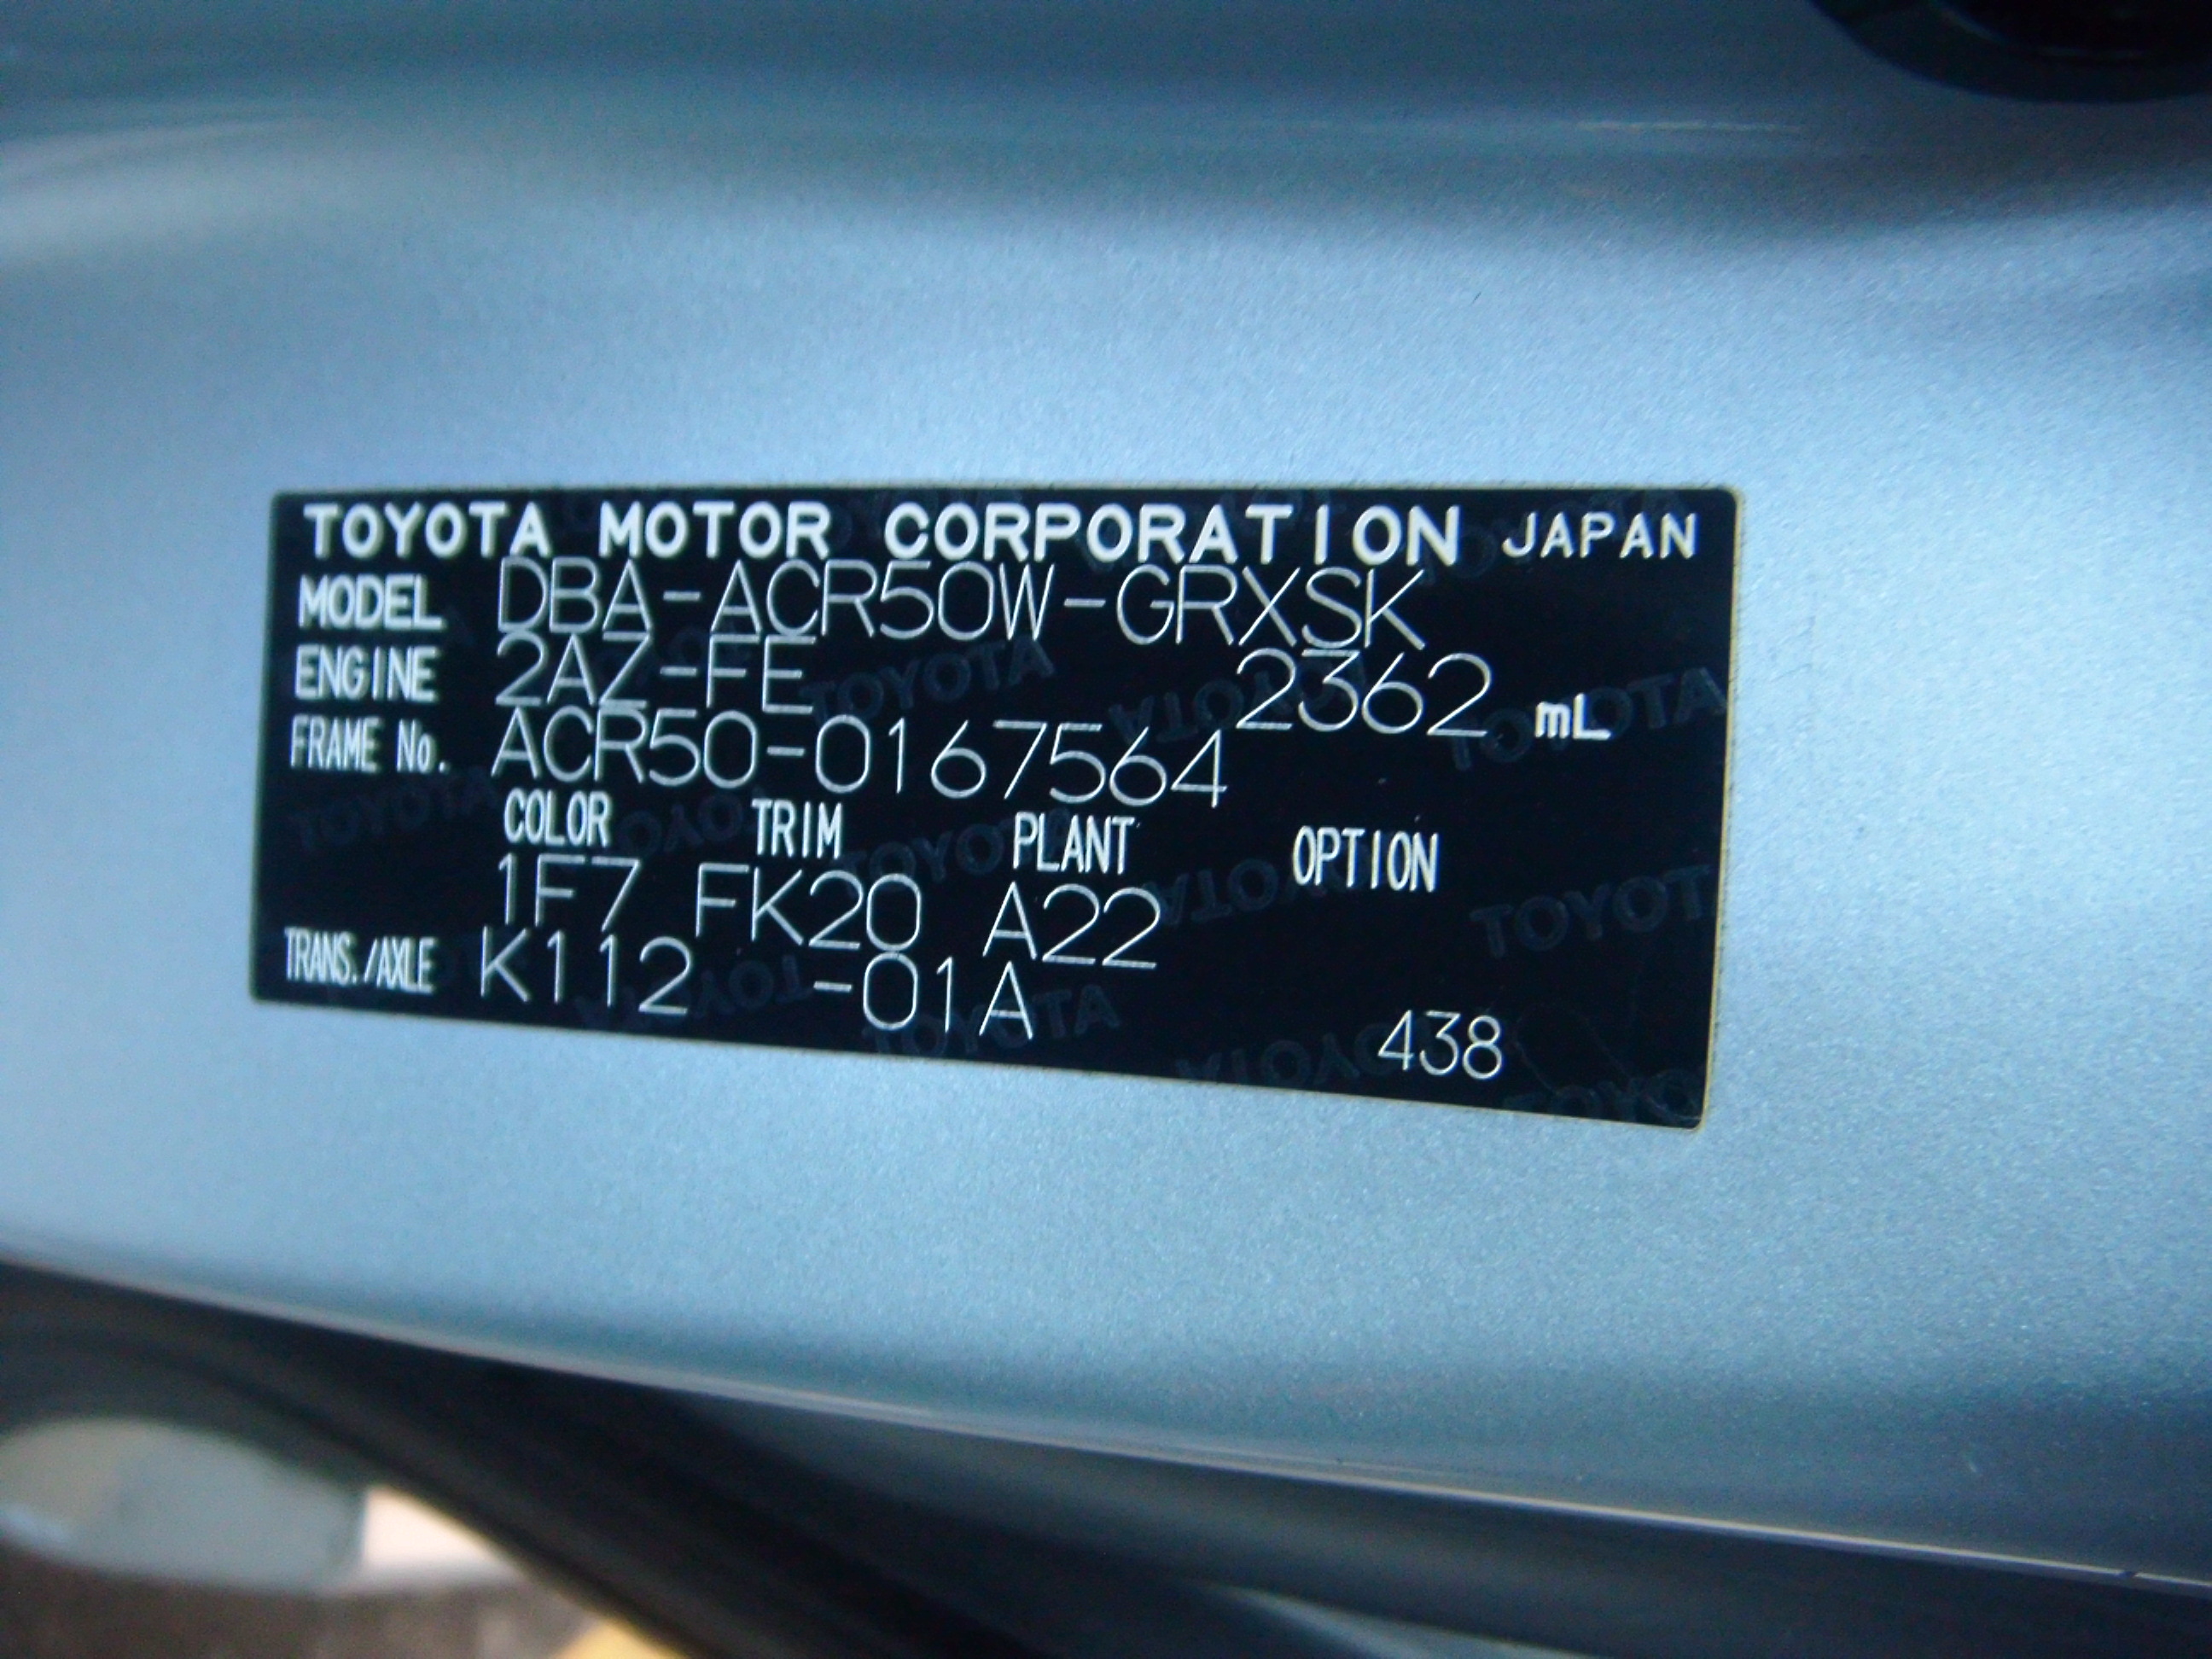 TOYOTA MOTOR CORPORATION JAPAN
MODEL DBA-ACR50W-GRXSK
ENGINE 2AZ-FE 2362 mL
FRAME No. ACR50-0167564
COLOR TRIM PLANT OPTION
1F7 FK20 A22
TRANS./AXLE K112 -01A
438